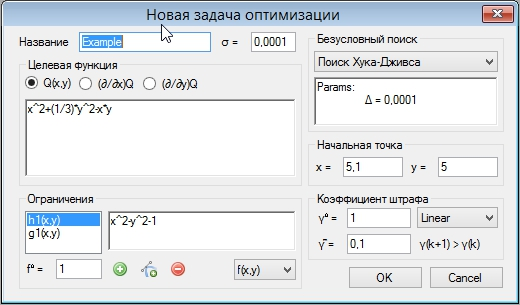 Новая задача оптимизации
Название Example σ = 0,0001
Безусловный поиск
Поиск Хука-Дживса
Params:
Δ = 0,0001
Целевая функция
Q(x,y) (∂/∂x)Q (∂/∂y)Q
x^2+(1/3)*y^2-x*y
Начальная точка
x = 5,1 y = 5
Ограничения
h1(x,y)
g1(x,y)
x^2-y^2-1
fº = 1 f(x,y)
Коэффициент штрафа
γº = 1 Linear
γ¯ = 0,1 γ(k+1) > γ(k)
OK Cancel